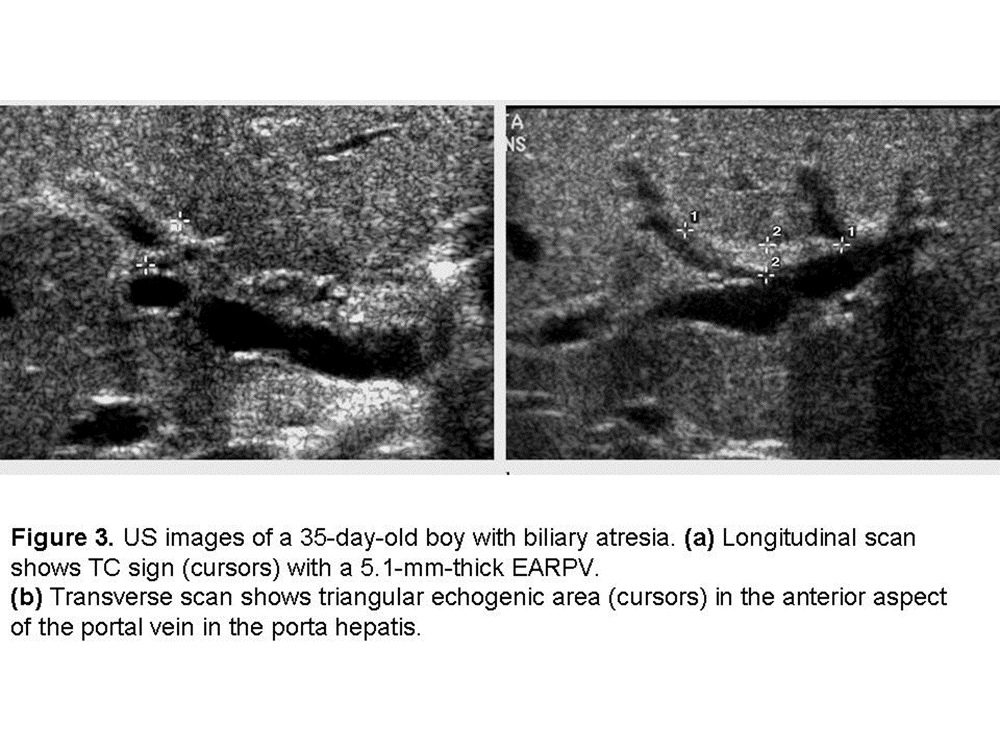 TA
NS
1
2
1
2
Figure 3. US images of a 35-day-old boy with biliary atresia. (a) Longitudinal scan
shows TC sign (cursors) with a 5.1-mm-thick EARPV.
(b) Transverse scan shows triangular echogenic area (cursors) in the anterior aspect
of the portal vein in the porta hepatis.